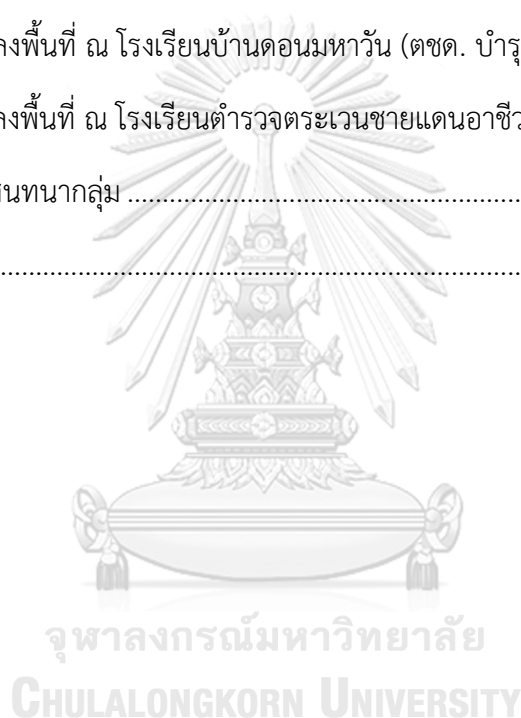 ลงพื้นที่ ณ โรงเรียนบ้านดอนมหาวัน (ตชด. บำรุ
ลงพื้นที่ ณ โรงเรียนตำรวจตระเวนชายแดนอาชีว
สนทนากลุ่ม ............................................................
............................................................................
จุฬาลงกรณ์มหาวิทยาลัย
CHULALONGKORN UNIVERSITY